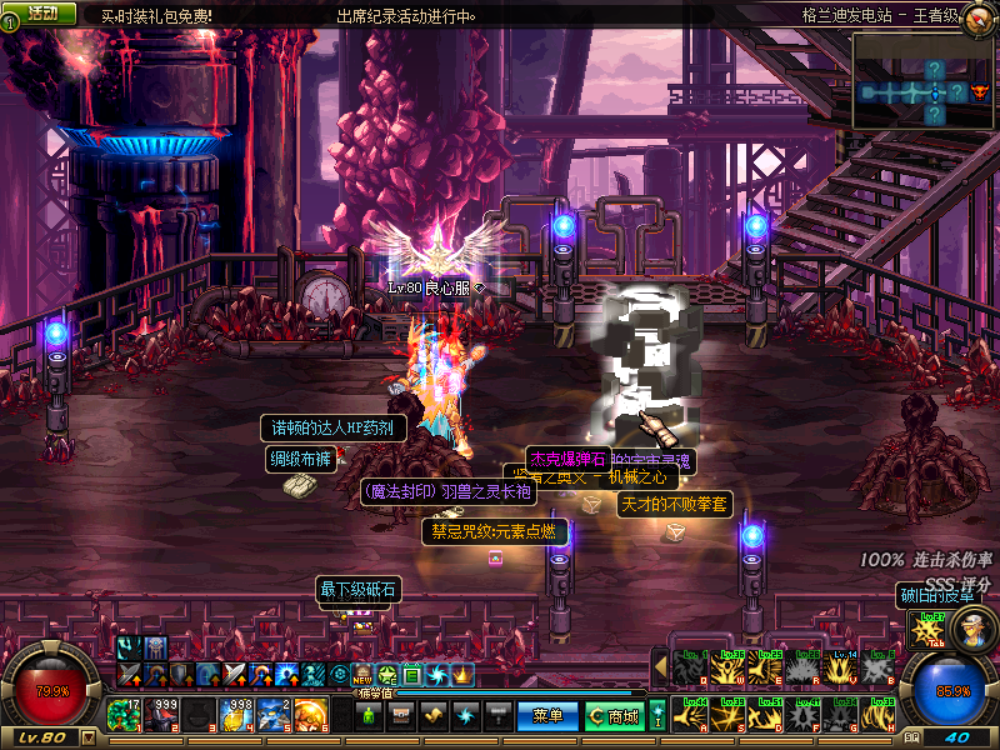 活动
买时装礼包免费!
出席纪录活动进行中。
格兰迪发电站 - 王者级
Lv.80 良心服
诺顿的达人HP药剂
绸缎布裤
杰克爆弹石
贤者之奥义 - 机械之心
(魔法封印) 羽兽之灵长袍
天才的不败拳套
禁忌咒纹:元素点燃
100% 连击杀伤率
SSS 评分
最下级砥石
破旧的皮革
79.9%
疲劳值
菜单
商城
85.9%
Lv.80
SP
40